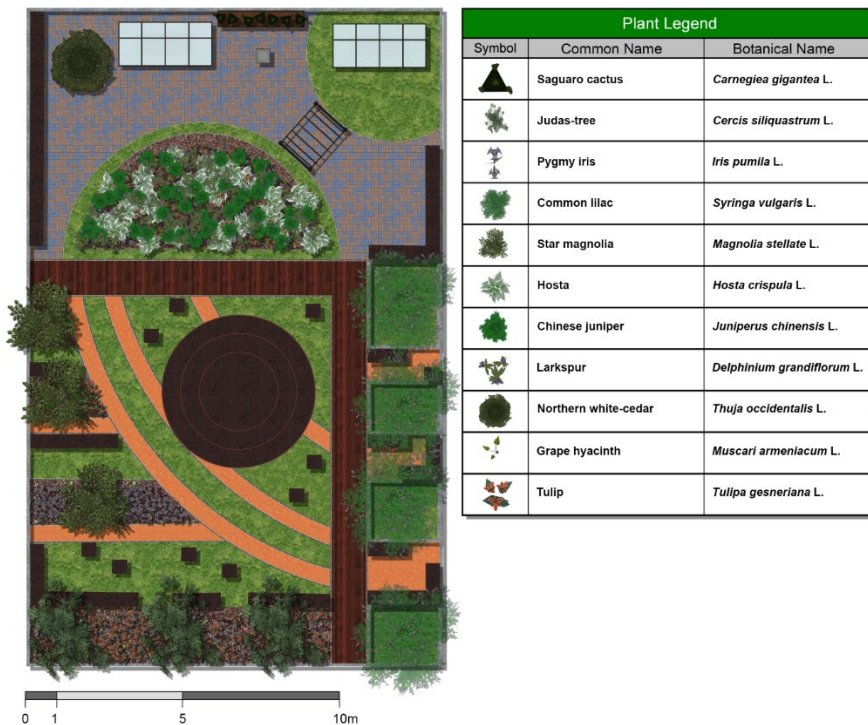 Plant Legend
Symbol Common Name Botanical Name
Saguaro cactus Carnegiea gigantea L.
Judas-tree Cercis siliquastrum L.
Pygmy iris Iris pumila L.
Common lilac Syringa vulgaris L.
Star magnolia Magnolia stellate L.
Hosta Hosta crispula L.
Chinese juniper Juniperus chinensis L.
Larkspur Delphinium grandiflorum L.
Northern white-cedar Thuja occidentalis L.
Grape hyacinth Muscari armeniacum L.
Tulip Tulipa gesneriana L.
0 1 5 10m